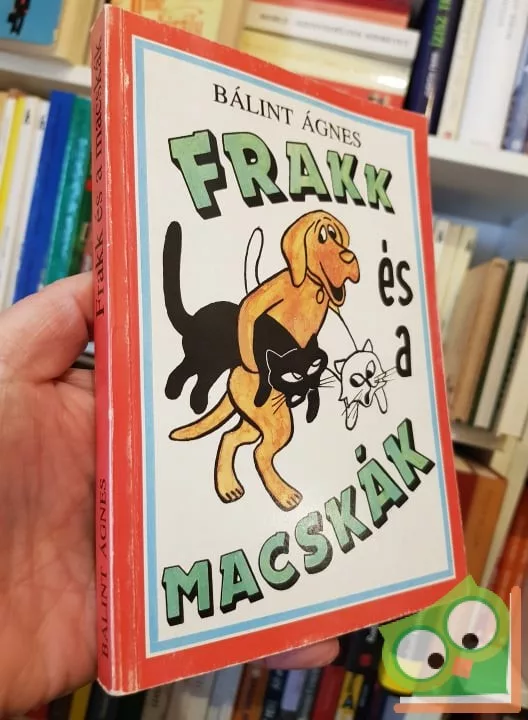 BÁLINT ÁGNES
FRAKK
és
a
MACSKÁK
Frakk és a macskák
BÁLINT ÁGNES